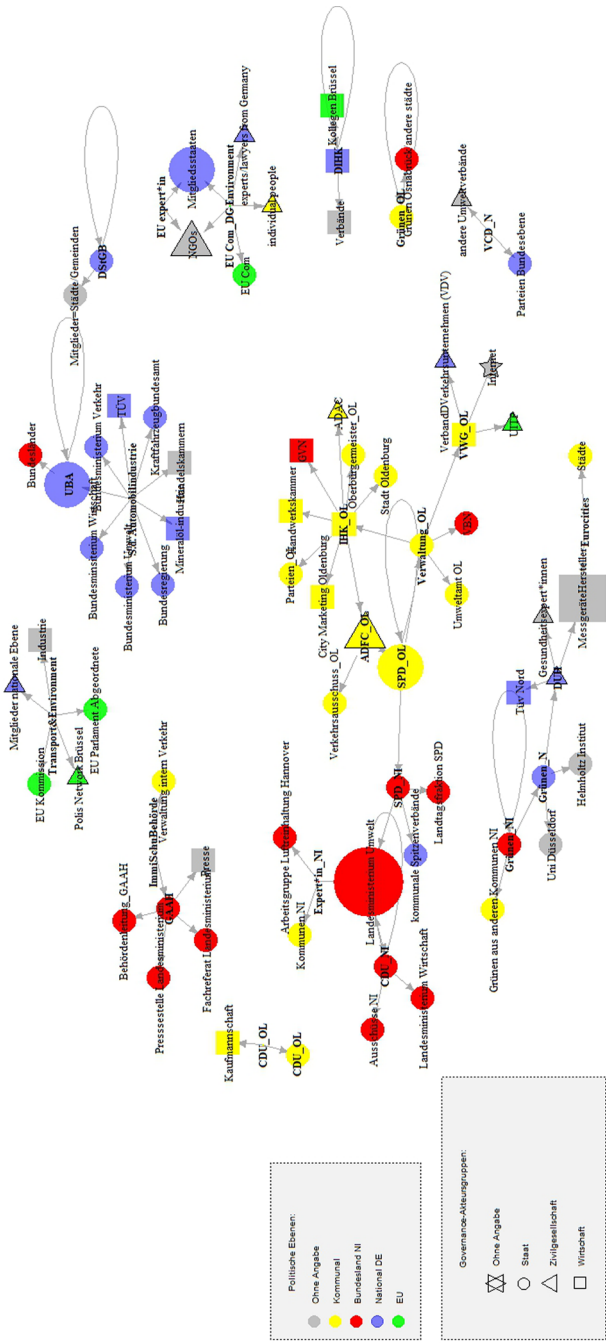 DStGB
Mitglieder=Städte/Gemeinden
Bundesländer
UBA
Bundesministerium Verkehr
TÜV
Kraftfahrzeugbundesamt
Handelskammern
S.d. Automobilindustrie
Mineralöl-industrie
Bundesregierung
Bundesministerium Umwelt
Bundesminsiterium Wirtschaft
Mitglieder nationale Ebene
Industrie
Transport&Environment
EU Kommission
Polis Network Brüssel
EU Parlament Abgeordnete
EU expert*in
Mitgliedsstaaten
NGOs
EU Com_DG Environment
experts/lawyers from Germany
individual people
EU Com
Kollegen Brüssel
DIHK
Verbände
Grünen_OL
Grünen Osnabrück/andere städte
andere Umweltverbände
VCD_N
Parteien Bundesebene
VerbandDVerkehrsunternehmen (VDV)
VWG_OL
Internet
UITP
ADAC
GVN
Handwerkskammer
Oberbürgermeister_OL
Parteien_OL
IHK_OL
Stadt Oldenburg
City Marketing Oldenburg
Verwaltung_OL
VBN
Umweltamt OL
ADFC_OL
SPD_OL
Verkehrsausschuss_OL
SPD_NI
Landtagsfraktion SPD
kommunale Spitzenverbände
Arbeitsgruppe Luftreinhaltung Hannover
Expert*in_NI
Kommunen NI
Landesministerium Umwelt
CDU_NI
Ausschüsse NI
Landesministerium Wirtschaft
Verwaltung intern Verkehr
ImmiSchuBehörde
Presse
GAAH
Behördenleitung_GAAH
Presssestelle Landesministerium
Fachreferat Landesministerium
Kaufmannschaft
CDU_OL
CDU_OL
Städte
Eurocities
MessgeräteHersteller
Gesundheitsexpert*innen
DUH
Tüv Nord
Grünen_N
Helmholtz Institut
Uni Düsseldorf
Grünen_NI
Grünen aus anderen Kommunen NI
Politische Ebenen:
Ohne Angabe
Kommunal
Bundesland NI
National DE
EU
Governance-Akteursgruppen:
Ohne Angabe
Staat
Zivilgesellschaft
Wirtschaft